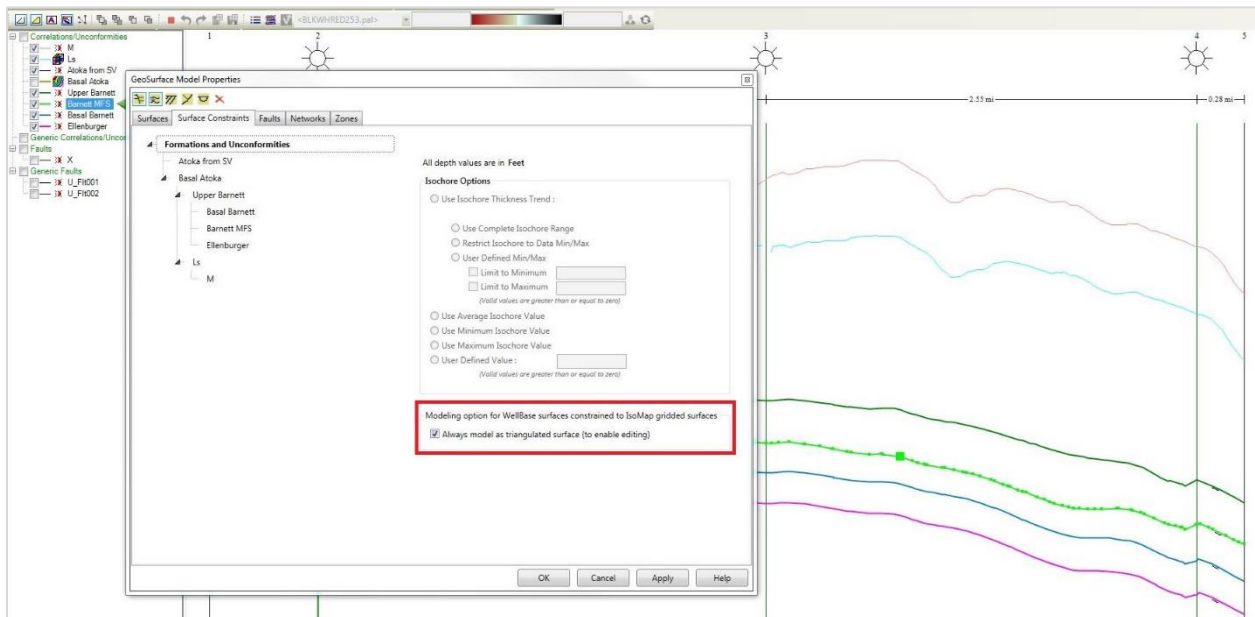 <BLKWHRED253.pal>
Correlations/Unconformities
M
Ls
Atoka from SV
Basal Atoka
Upper Barnett
Barnett MFS
Basal Barnett
Ellenburger
Generic Correlations/Uncon
Faults
X
Generic Faults
U_Flt001
U_Flt002
1 2 3 4 5
2.55 mi 0.28 mi
GeoSurface Model Properties
Surfaces Surface Constraints Faults Networks Zones
Formations and Unconformities
Atoka from SV
Basal Atoka
Upper Barnett
Basal Barnett
Barnett MFS
Ellenburger
Ls
M
All depth values are in Feet
Isochore Options
Use Isochore Thickness Trend :
Use Complete Isochore Range
Restrict Isochore to Data Min/Max
User Defined Min/Max
Limit to Minimum
Limit to Maximum
(Valid values are greater than or equal to zero)
Use Average Isochore Value
Use Minimum Isochore Value
Use Maximum Isochore Value
User Defined Value :
(Valid values are greater than or equal to zero)
Modeling option for WellBase surfaces constrained to IsoMap gridded surfaces
Always model as triangulated surface (to enable editing)
OK Cancel Apply Help